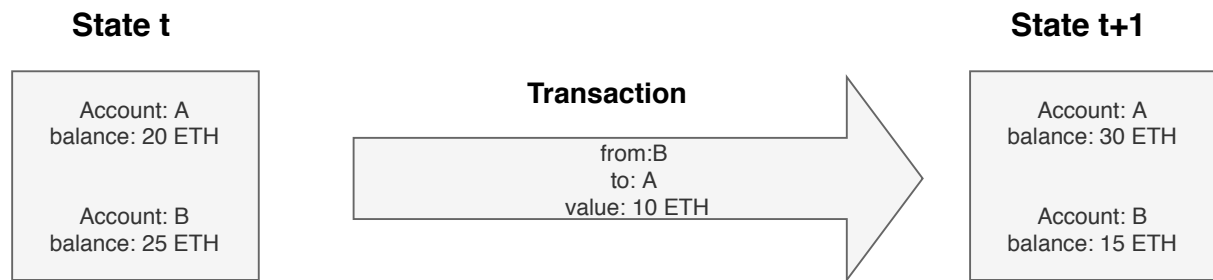 State t
Account: A
balance: 20 ETH
Account: B
balance: 25 ETH
Transaction
from:B
to: A
value: 10 ETH
State t+1
Account: A
balance: 30 ETH
Account: B
balance: 15 ETH